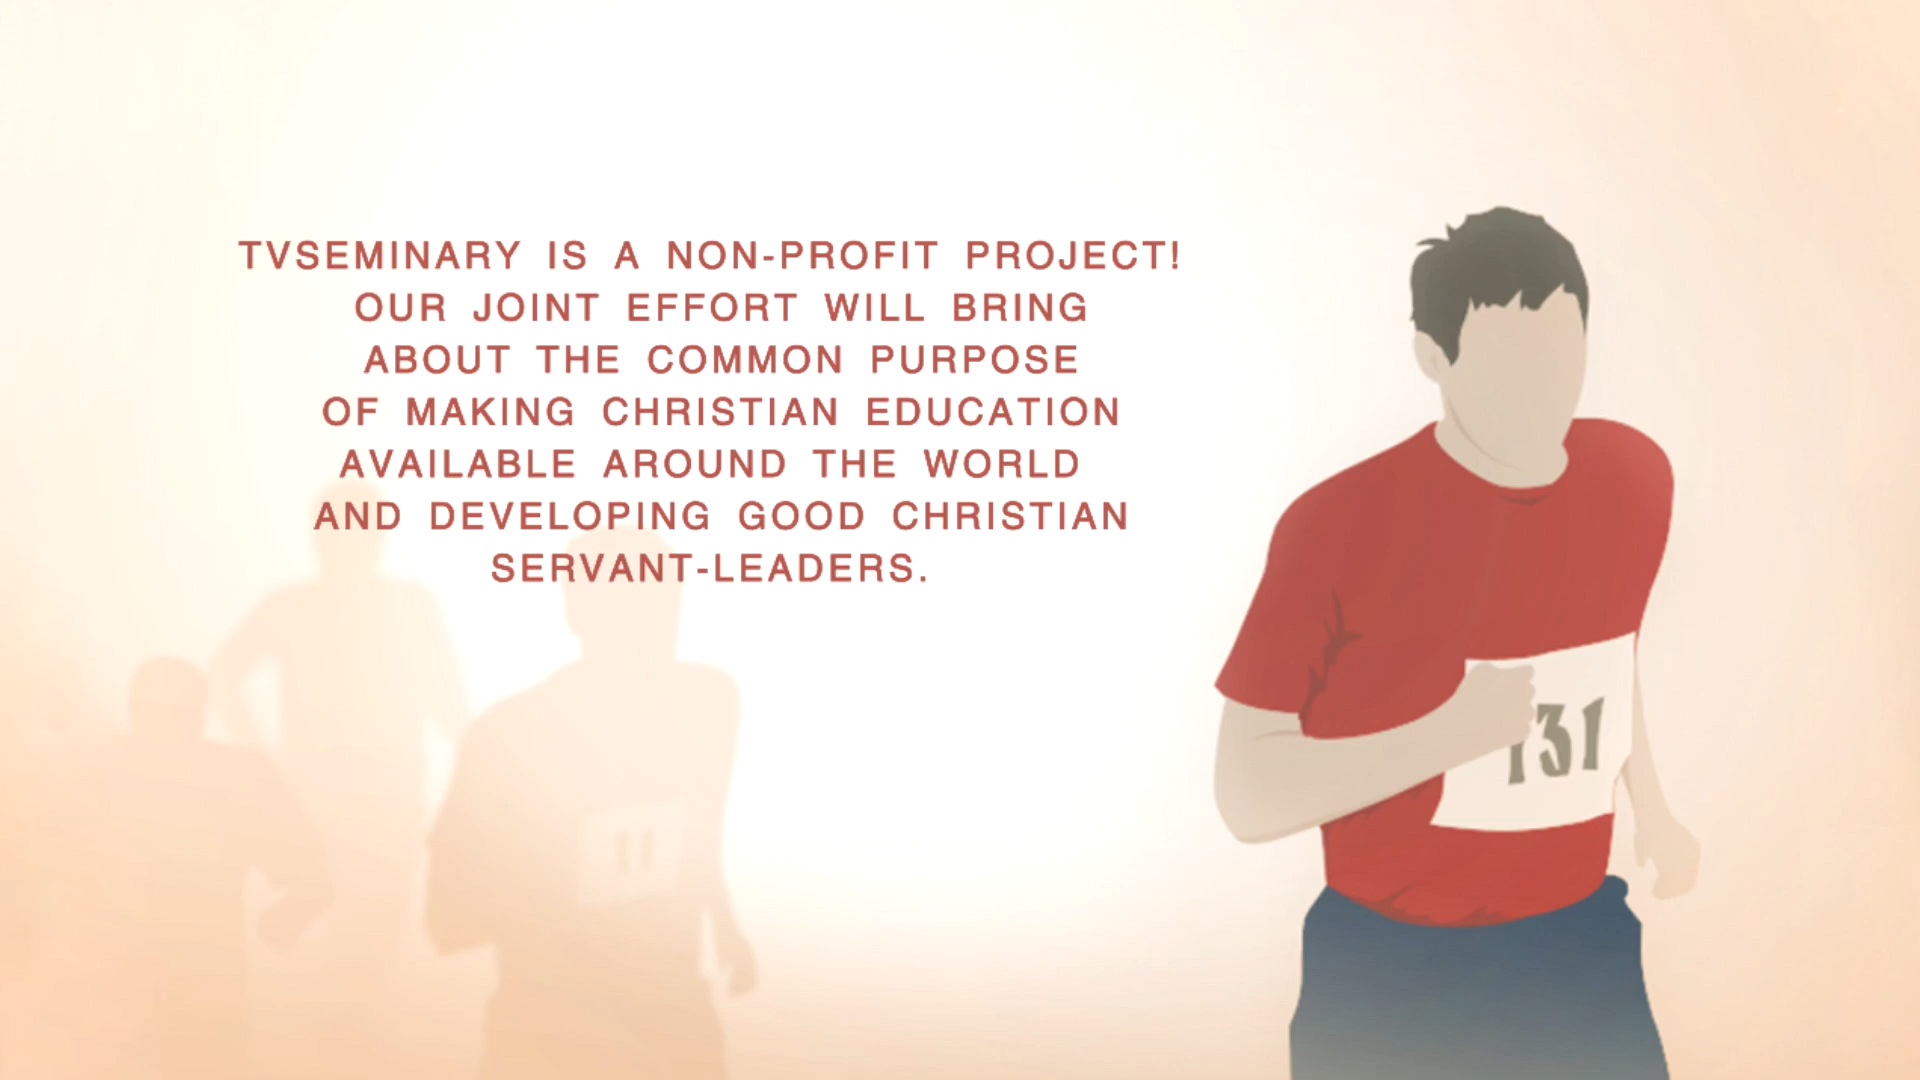 TVSEMINARY IS A NON-PROFIT PROJECT!
OUR JOINT EFFORT WILL BRING
ABOUT THE COMMON PURPOSE
OF MAKING CHRISTIAN EDUCATION
AVAILABLE AROUND THE WORLD
AND DEVELOPING GOOD CHRISTIAN
SERVANT-LEADERS.
131
11